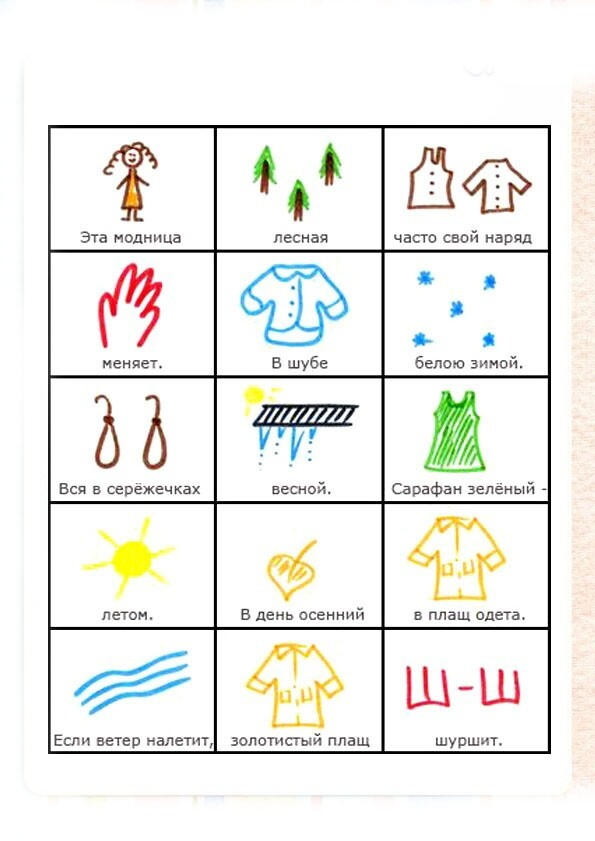 Эта модница
лесная
часто свой наряд
меняет.
В шубе
белою зимой.
Вся в серёжечках
весной.
Сарафан зелёный -
летом.
В день осенний
в плащ одета.
Если ветер налетит,
золотистый плащ
Ш-Ш
шуршит.